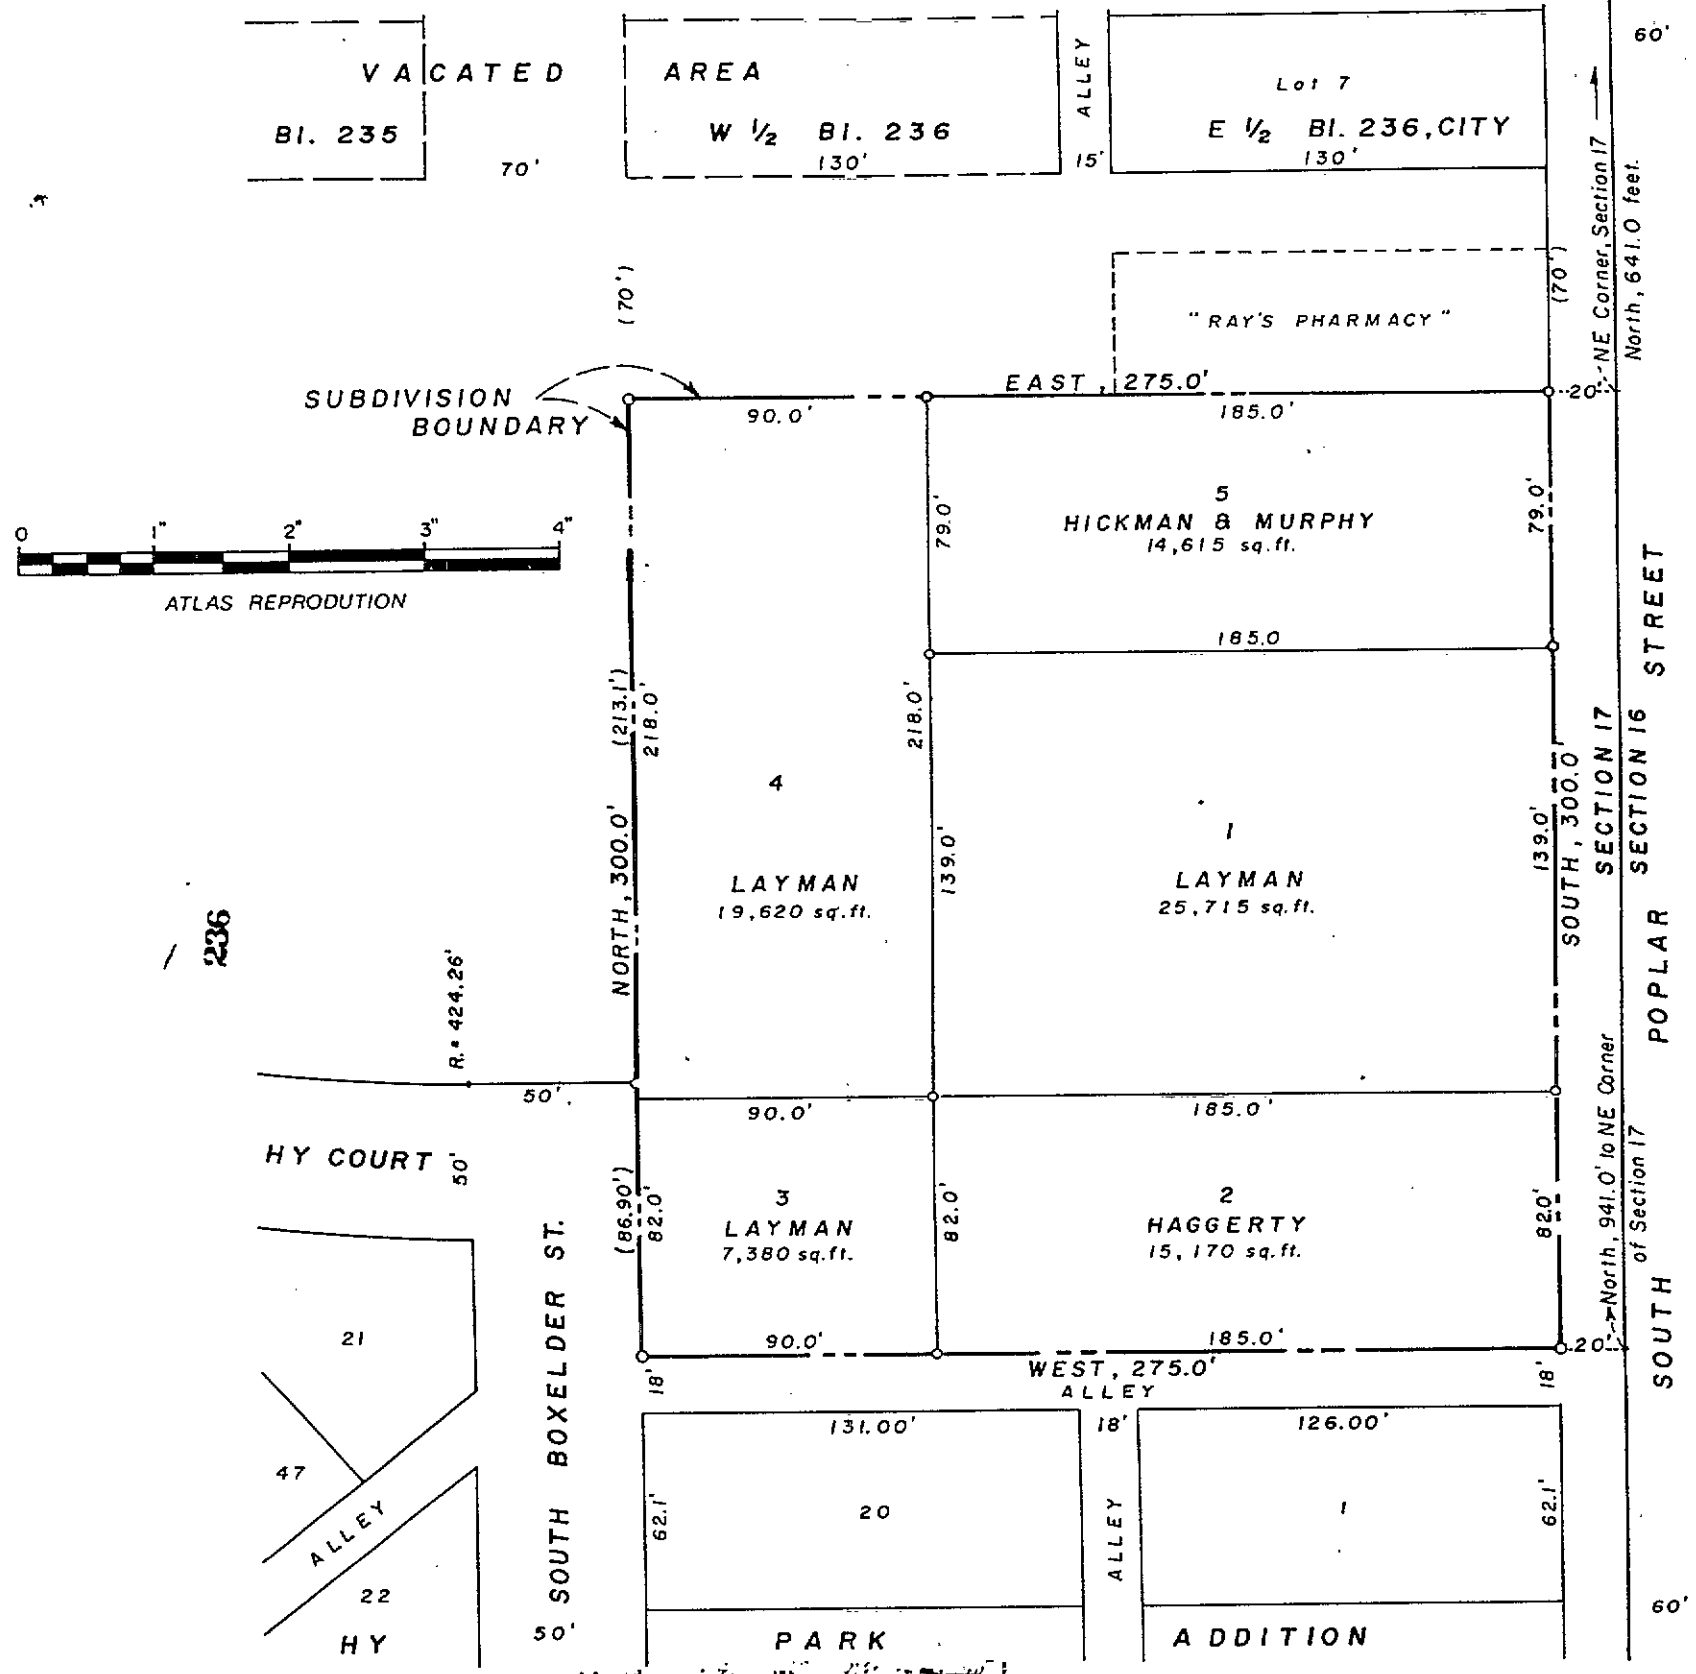 60'
VACATED AREA
ALLEY
Lot 7
Bl. 235
W ½ Bl. 236
E ½ Bl. 236, CITY
70'
130'
15'
130'
NE Corner, Section 17
North, 641.0 feet.
(70')
(70')
"RAY'S PHARMACY"
SUBDIVISION
BOUNDARY
EAST, 275.0'
20'
90.0'
185.0'
0 1" 2" 3" 4"
ATLAS REPRODUTION
79.0'
5
HICKMAN & MURPHY
14,615 sq.ft.
79.0'
185.0
(213.1')
218.0'
218.0'
NORTH, 300.0'
4
LAYMAN
19,620 sq.ft.
139.0'
1
LAYMAN
25,715 sq.ft.
139.0'
SOUTH, 300.0'
SECTION 17
SECTION 16
SOUTH POPLAR STREET
236
R.= 424.26'
50'
90.0'
185.0'
HY COURT
50'
(86.90')
82.0'
3
LAYMAN
7,380 sq.ft.
82.0'
2
HAGGERTY
15,170 sq.ft.
82.0'
North, 941.0' to NE Corner
of Section 17
90.0'
185.0'
20'
WEST, 275.0'
ALLEY
18'
18'
SOUTH BOXELDER ST.
21
131.00'
18'
126.00'
47
ALLEY
62.1'
20
ALLEY
1
62.1'
22
HY
50'
PARK
ADDITION
60'